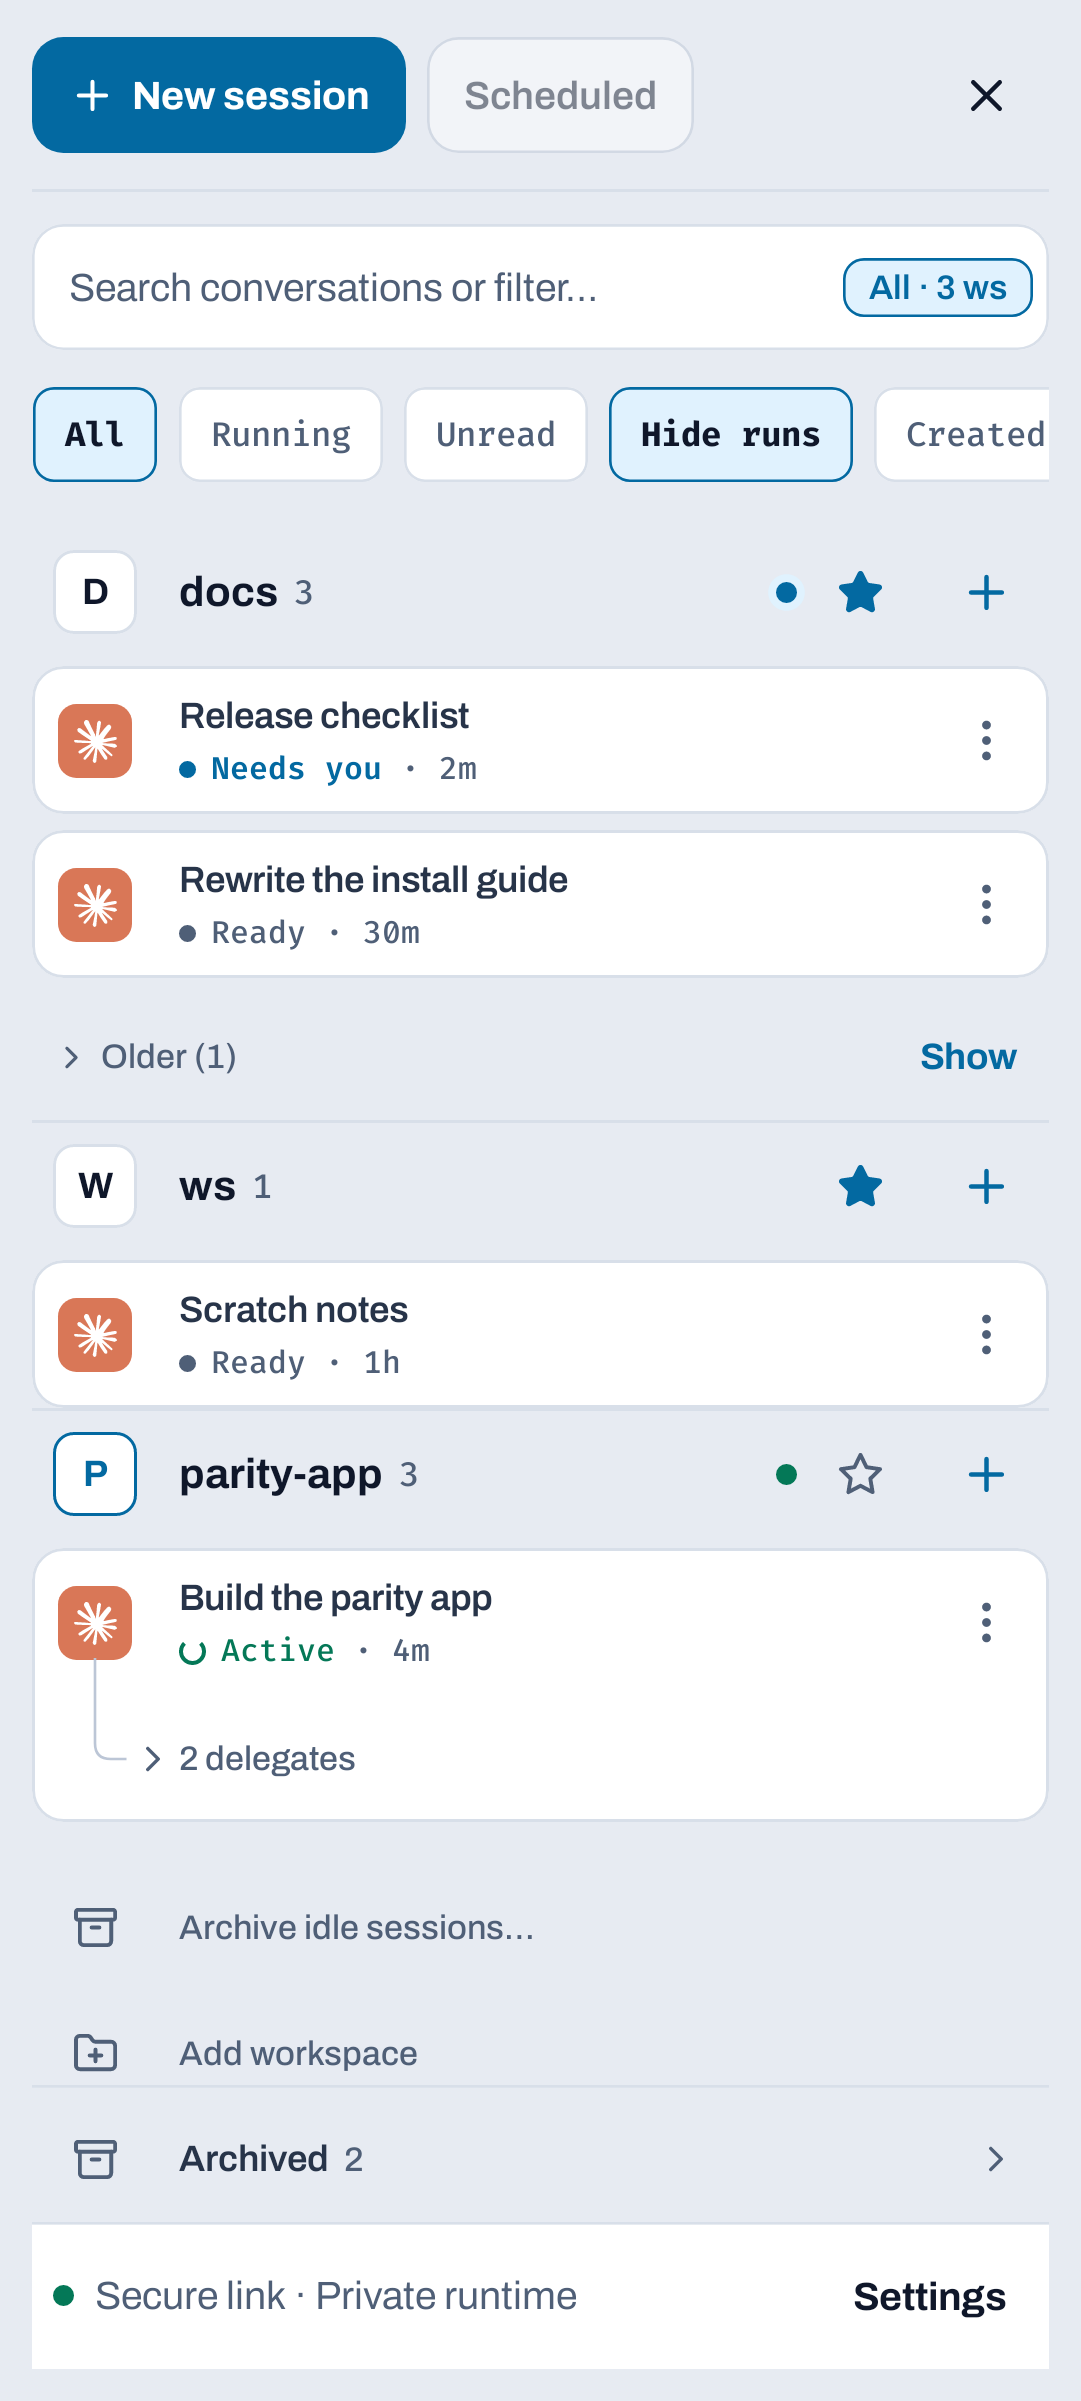 New session
Scheduled
Search conversations or filter...
All · 3 ws
All
Running
Unread
Hide runs
Created
D
docs 3
Release checklist
Needs you · 2m
Rewrite the install guide
Ready · 30m
Older (1)
Show
W
ws 1
Scratch notes
Ready · 1h
P
parity-app 3
Build the parity app
Active · 4m
2 delegates
Archive idle sessions...
Add workspace
Archived 2
Secure link · Private runtime
Settings